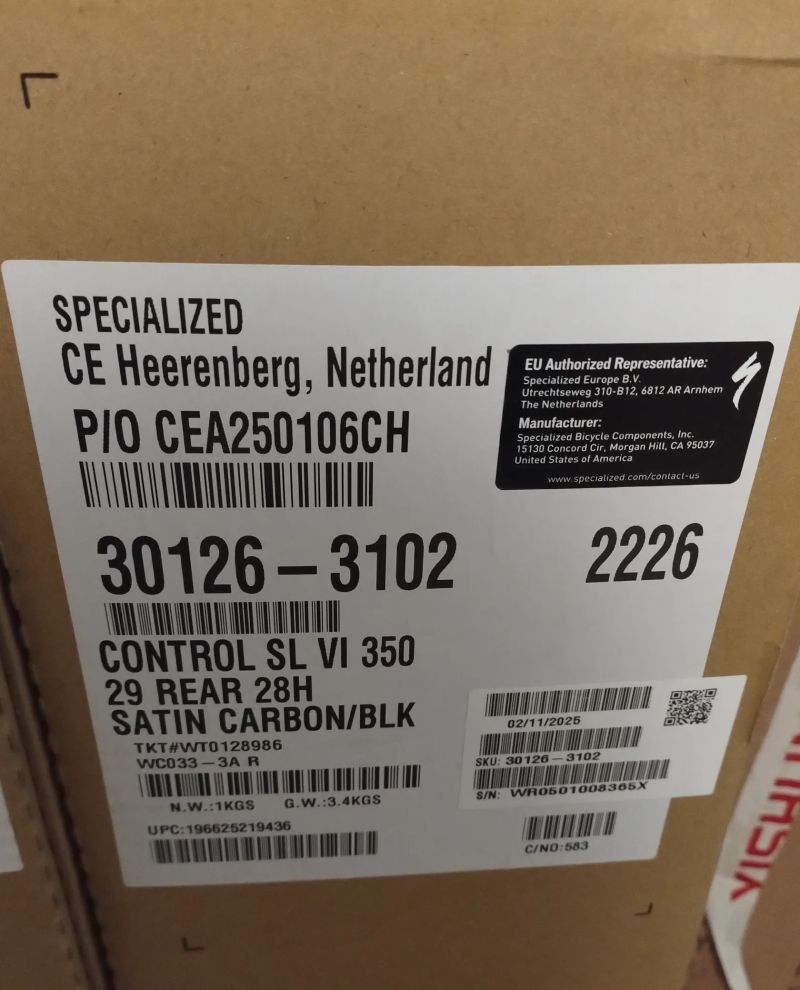 SPECIALIZED
CE Heerenberg, Netherland
P/O CEA250106CH
EU Authorized Representative:
Specialized Europe B.V.
Utrechtseweg 310-B12, 6812 AR Arnhem
The Netherlands
Manufacturer:
Specialized Bicycle Components, Inc.
15130 Concord Cir, Morgan Hill, CA 95037
United States of America
www.specialized.com/contact-us
30126-3102
2226
CONTROL SL VI 350
29 REAR 28H
SATIN CARBON/BLK
TKT#WT0128986
WC033-3A R
N.W.:1KGS G.W.:3.4KGS
UPC:196625219436
02/11/2025
SKU: 30126-3102
S/N: WR0501008365X
C/NO:583